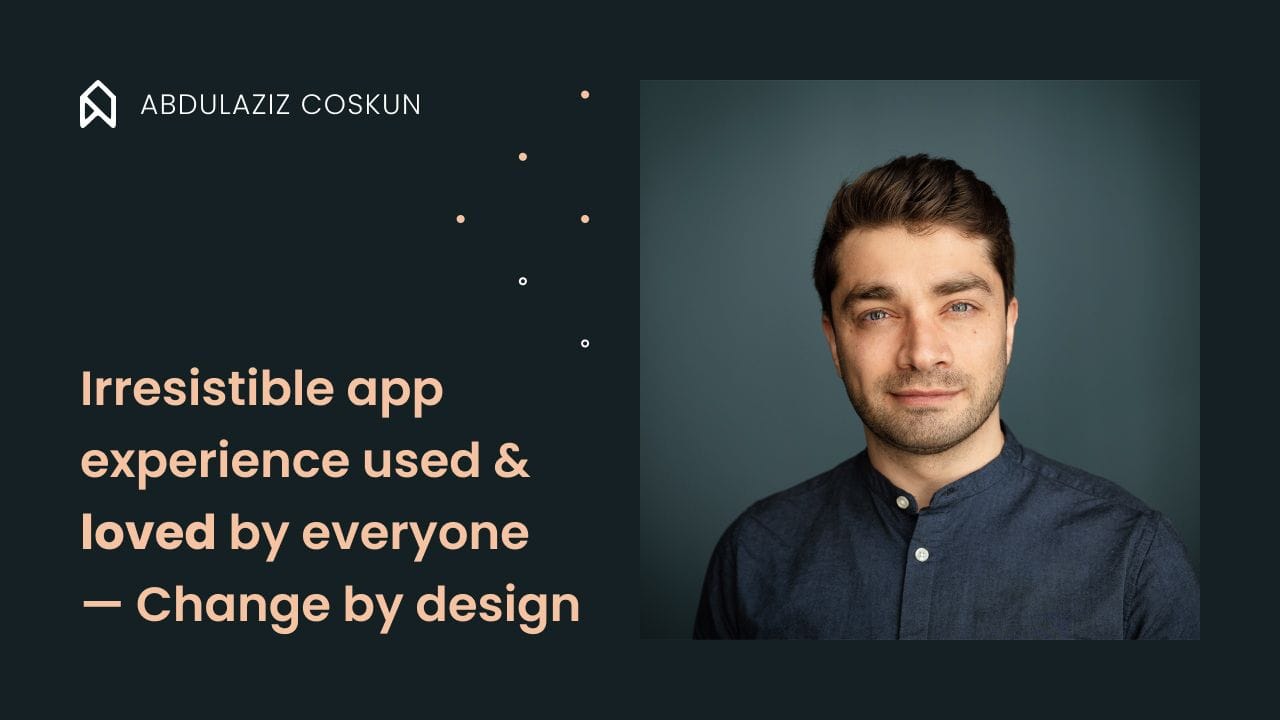 ABDULAZIZ COSKUN
Irresistible app
experience used &
loved by everyone
— Change by design